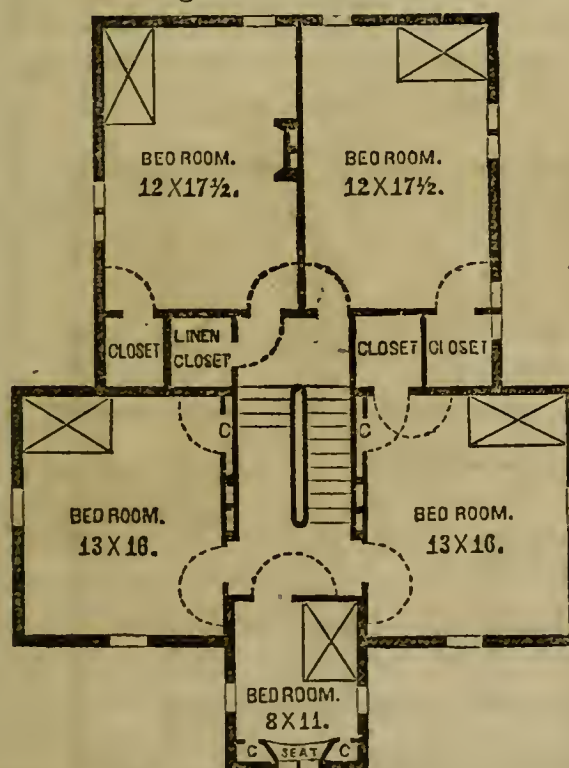 BED ROOM.
12 X 17½.
BED ROOM.
12 X 17½.
CLOSET
LINEN
CLOSET
CLOSET
CLOSET
C
C
BED ROOM.
13 X 16.
BED ROOM.
13 X 16.
BED ROOM.
8 X 11.
C
SEAT
C